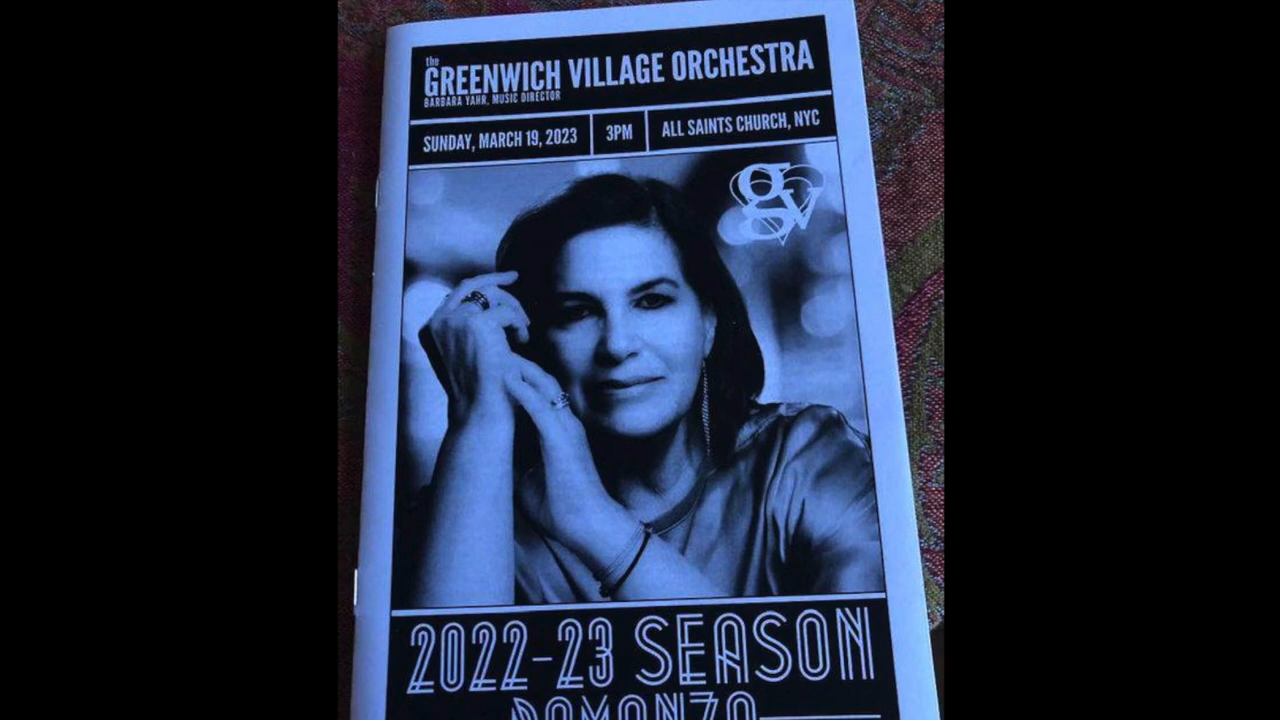 the
GREENWICH VILLAGE ORCHESTRA
BARBARA YAHR, MUSIC DIRECTOR
SUNDAY, MARCH 19, 2023
3PM
ALL SAINTS CHURCH, NYC
gvo
2022-23 SEASON